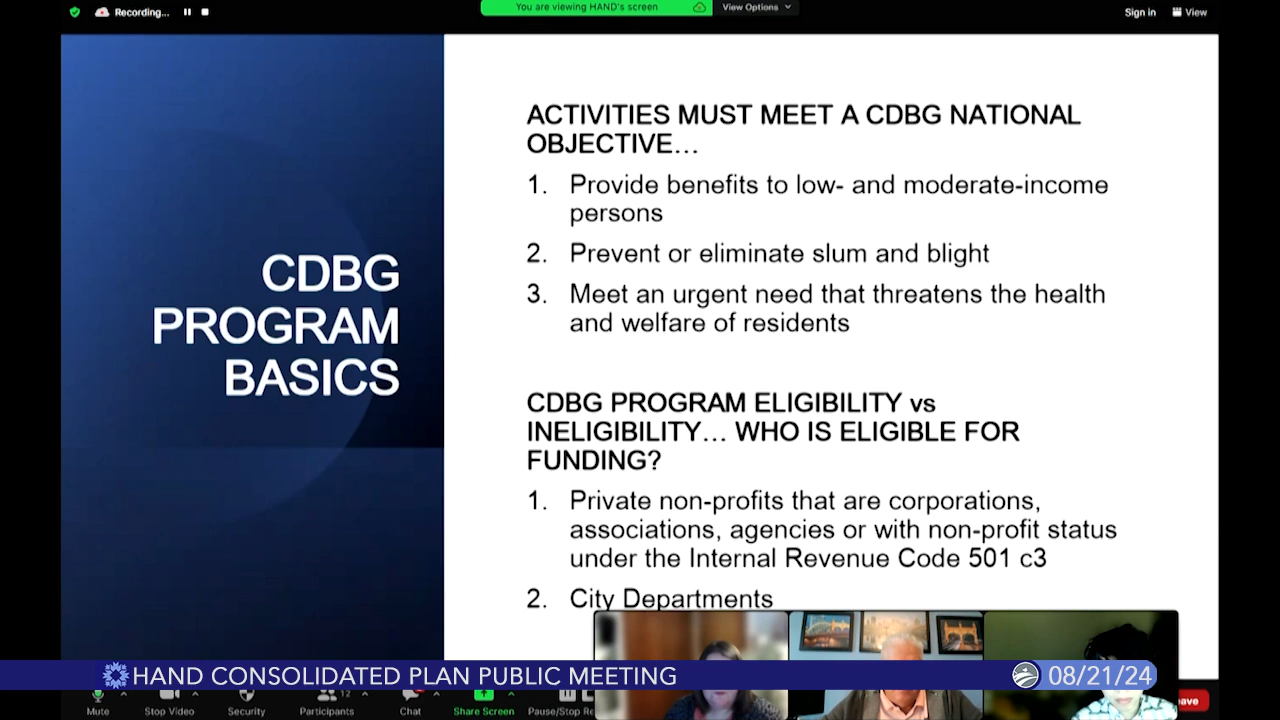 Recording...
You are viewing HAND's screen
View Options
Sign in
View
CDBG
PROGRAM
BASICS
ACTIVITIES MUST MEET A CDBG NATIONAL
OBJECTIVE...
1. Provide benefits to low- and moderate-income
persons
2. Prevent or eliminate slum and blight
3. Meet an urgent need that threatens the health
and welfare of residents
CDBG PROGRAM ELIGIBILITY vs
INELIGIBILITY... WHO IS ELIGIBLE FOR
FUNDING?
1. Private non-profits that are corporations,
associations, agencies or with non-profit status
under the Internal Revenue Code 501 c3
2. City Departments
HAND CONSOLIDATED PLAN PUBLIC MEETING
08/21/24
12
Mute
Stop Video
Security
Participants
Chat
Share Screen
Pause/Stop Re
eave